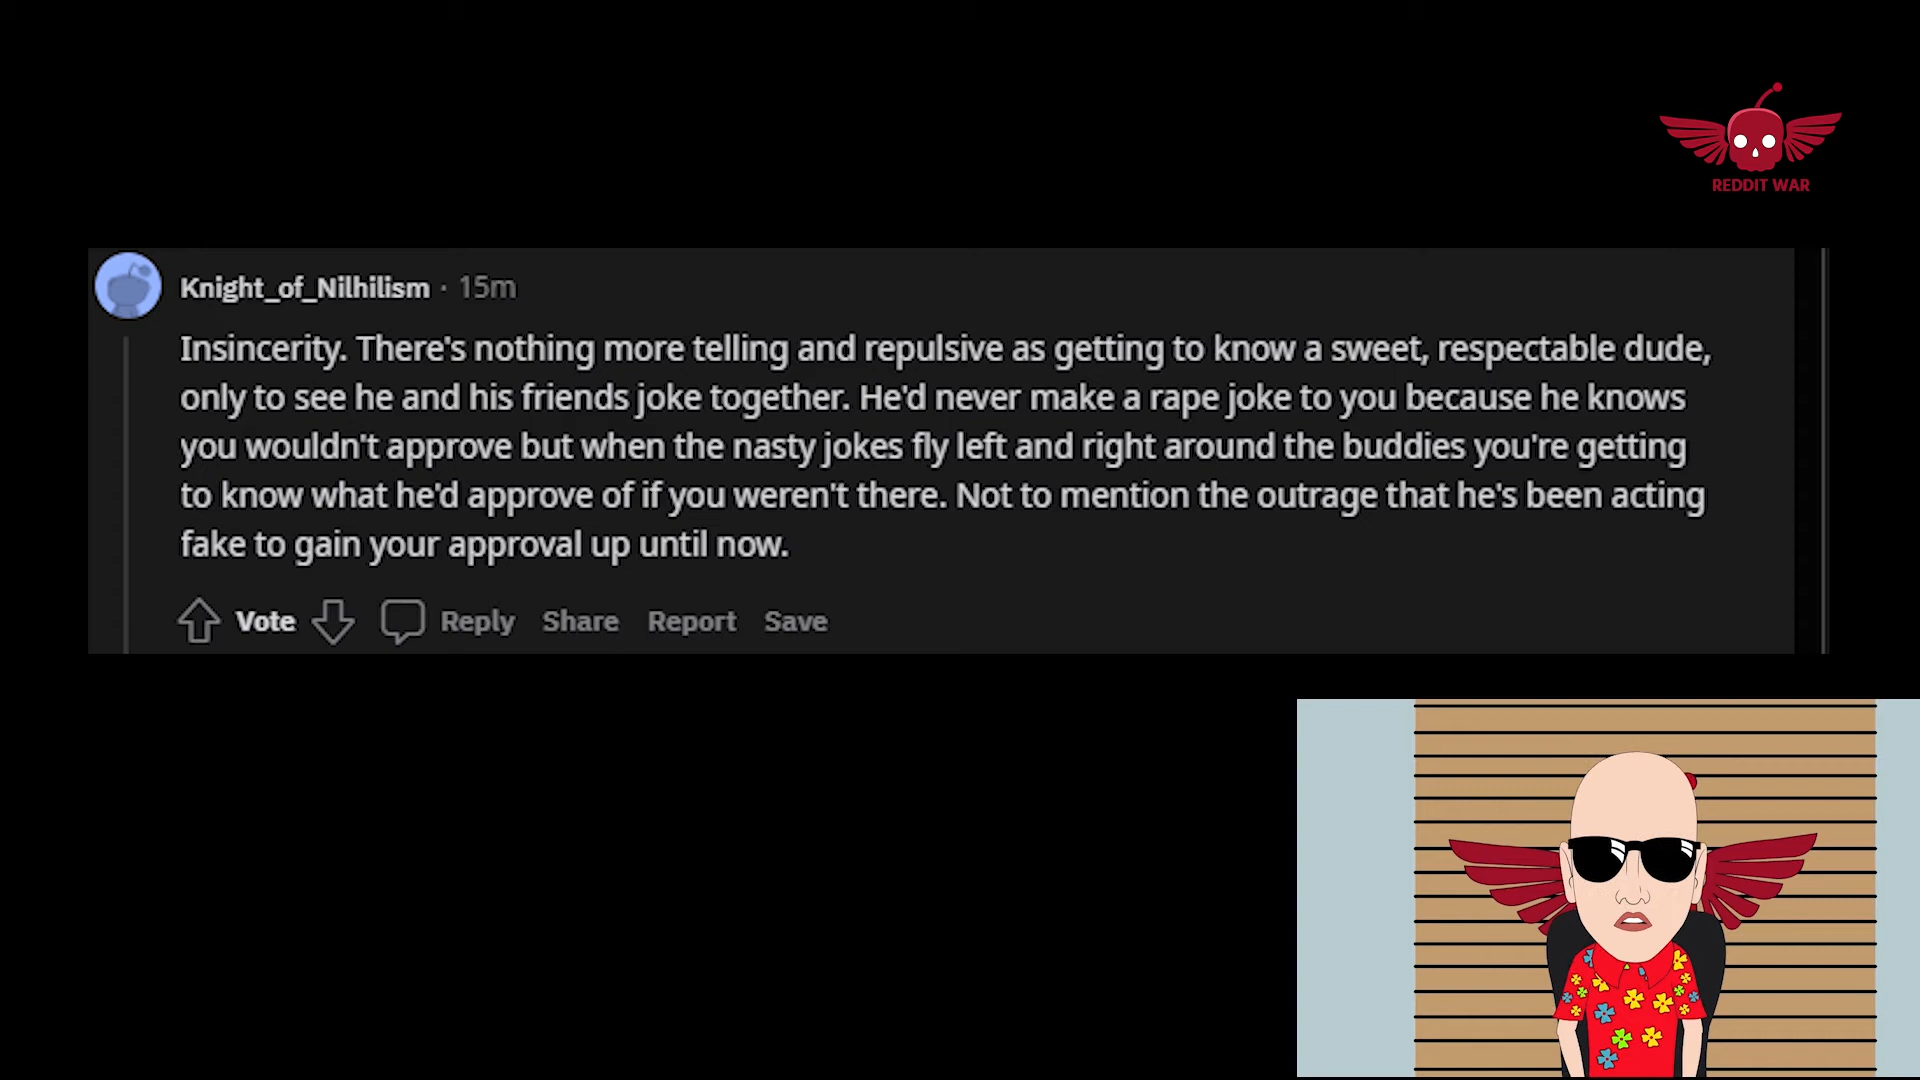 REDDIT WAR
Knight_of_Nilhilism · 15m
Insincerity. There's nothing more telling and repulsive as getting to know a sweet, respectable dude,
only to see he and his friends joke together. He'd never make a rape joke to you because he knows
you wouldn't approve but when the nasty jokes fly left and right around the buddies you're getting
to know what he'd approve of if you weren't there. Not to mention the outrage that he's been acting
fake to gain your approval up until now.
Vote Reply Share Report Save